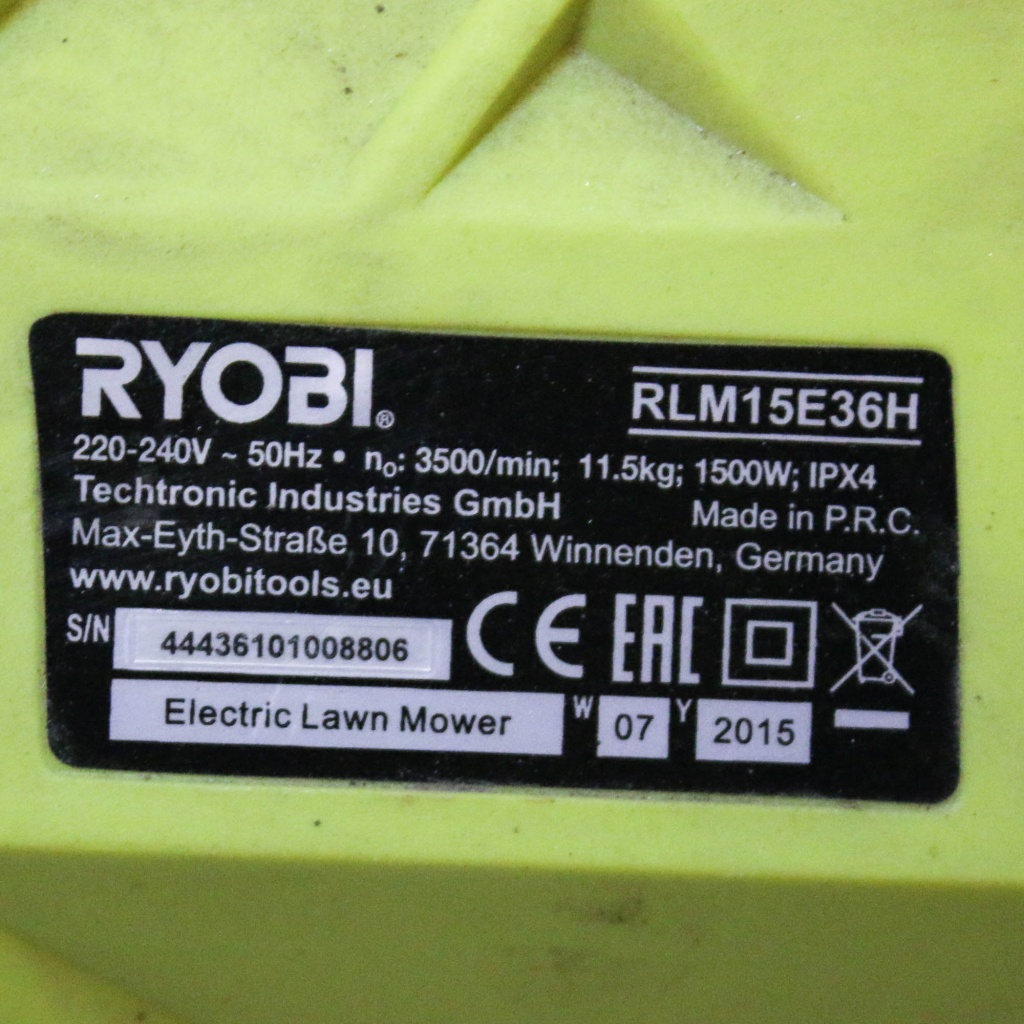 RYOBI®
RLM15E36H
220-240V ~ 50Hz • n₀: 3500/min; 11.5kg; 1500W; IPX4
Techtronic Industries GmbH Made in P.R.C.
Max-Eyth-Straße 10, 71364 Winnenden, Germany
www.ryobitools.eu
S/N 44436101008806 CE EAC
Electric Lawn Mower W 07 Y 2015